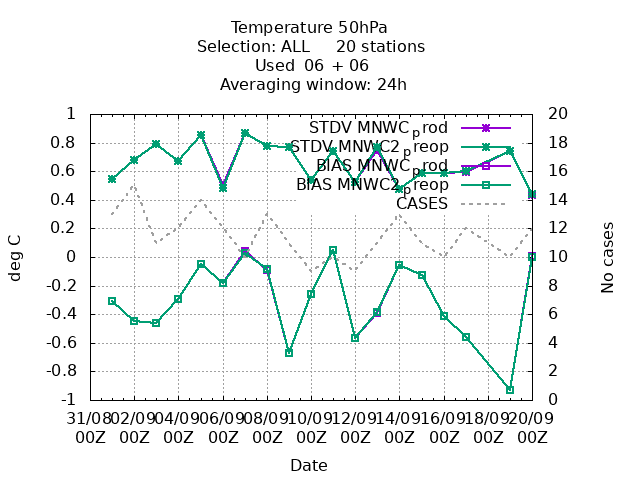 Temperature 50hPa
Selection: ALL     20 stations
Used  06 + 06
Averaging window: 24h
STDV MNWCprod
STDV MNWC2preop
BIAS MNWCprod
BIAS MNWC2preop
CASES
deg C
1
0.8
0.6
0.4
0.2
0
-0.2
-0.4
-0.6
-0.8
-1
No cases
20
18
16
14
12
10
8
6
4
2
0
31/08 02/09 04/09 06/09 08/09 10/09 12/09 14/09 16/09 18/09 20/09
00Z 00Z 00Z 00Z 00Z 00Z 00Z 00Z 00Z 00Z 00Z
Date